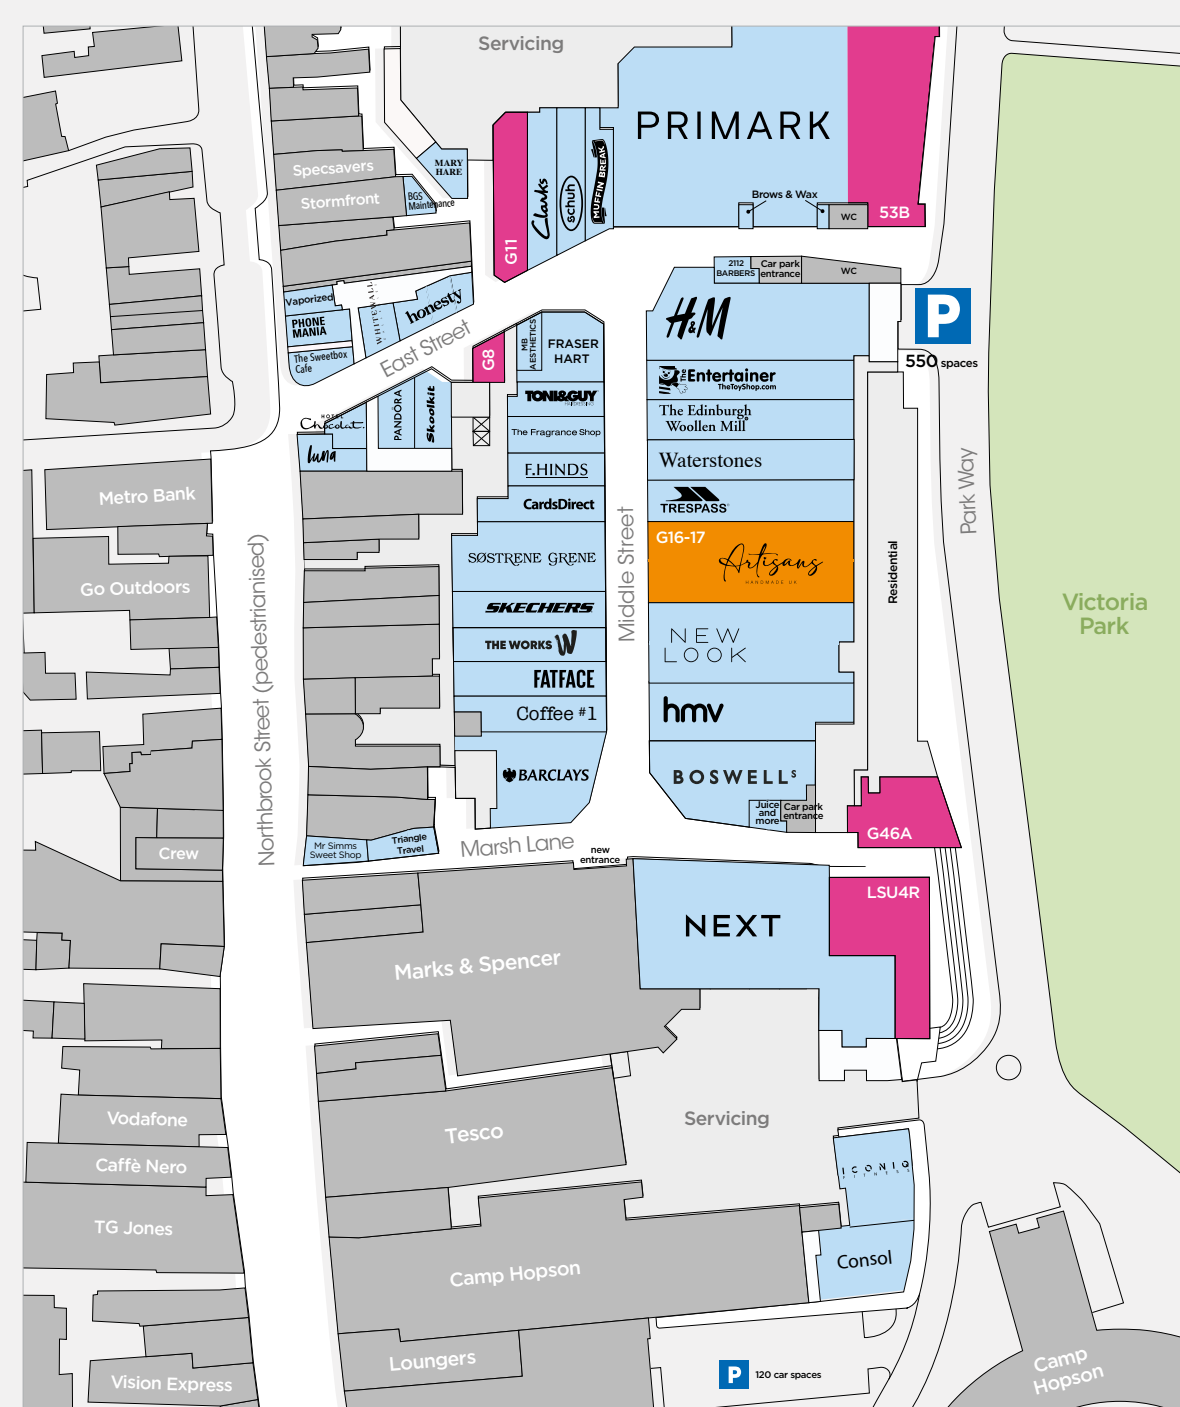 Servicing
PRIMARK
Specsavers
MARY
HARE
Stormfront
BGS
Maintenance
G11
Clarks
schuh
MUFFIN BREAK
Brows & Wax
WC
53B
2112
BARBERS
Car park
entrance
WC
Vaporized
PHONE
MANIA
The Sweetbox
Cafe
WHITEWALL
honesty
East Street
G8
MB
AESTHETICS
FRASER
HART
H&M
P
550 spaces
The
Entertainer
TheToyShop.com
HOTEL
Chocolat.
PANDÓRA
Skoolkit
TONI&GUY
The Edinburgh
Woollen Mill
luna
The Fragrance Shop
Waterstones
F.HINDS
Metro Bank
CardsDirect
TRESPASS
Park Way
Middle Street
G16-17
Artisans
HANDMADE UK
SØSTRENE GRENE
Residential
Go Outdoors
Northbrook Street (pedestrianised)
SKECHERS
Victoria
Park
THE WORKS W
NEW
LOOK
FATFACE
Coffee #1
hmv
BARCLAYS
BOSWELLS
Juice
and
more
Car park
entrance
G46A
Mr Simms
Sweet Shop
Triangle
Travel
Marsh Lane
new
entrance
Crew
LSU4R
NEXT
Marks & Spencer
Vodafone
Tesco
Servicing
Caffè Nero
ICONIQ
FITNESS
TG Jones
Camp Hopson
Consol
Loungers
Vision Express
P
120 car spaces
Camp
Hopson